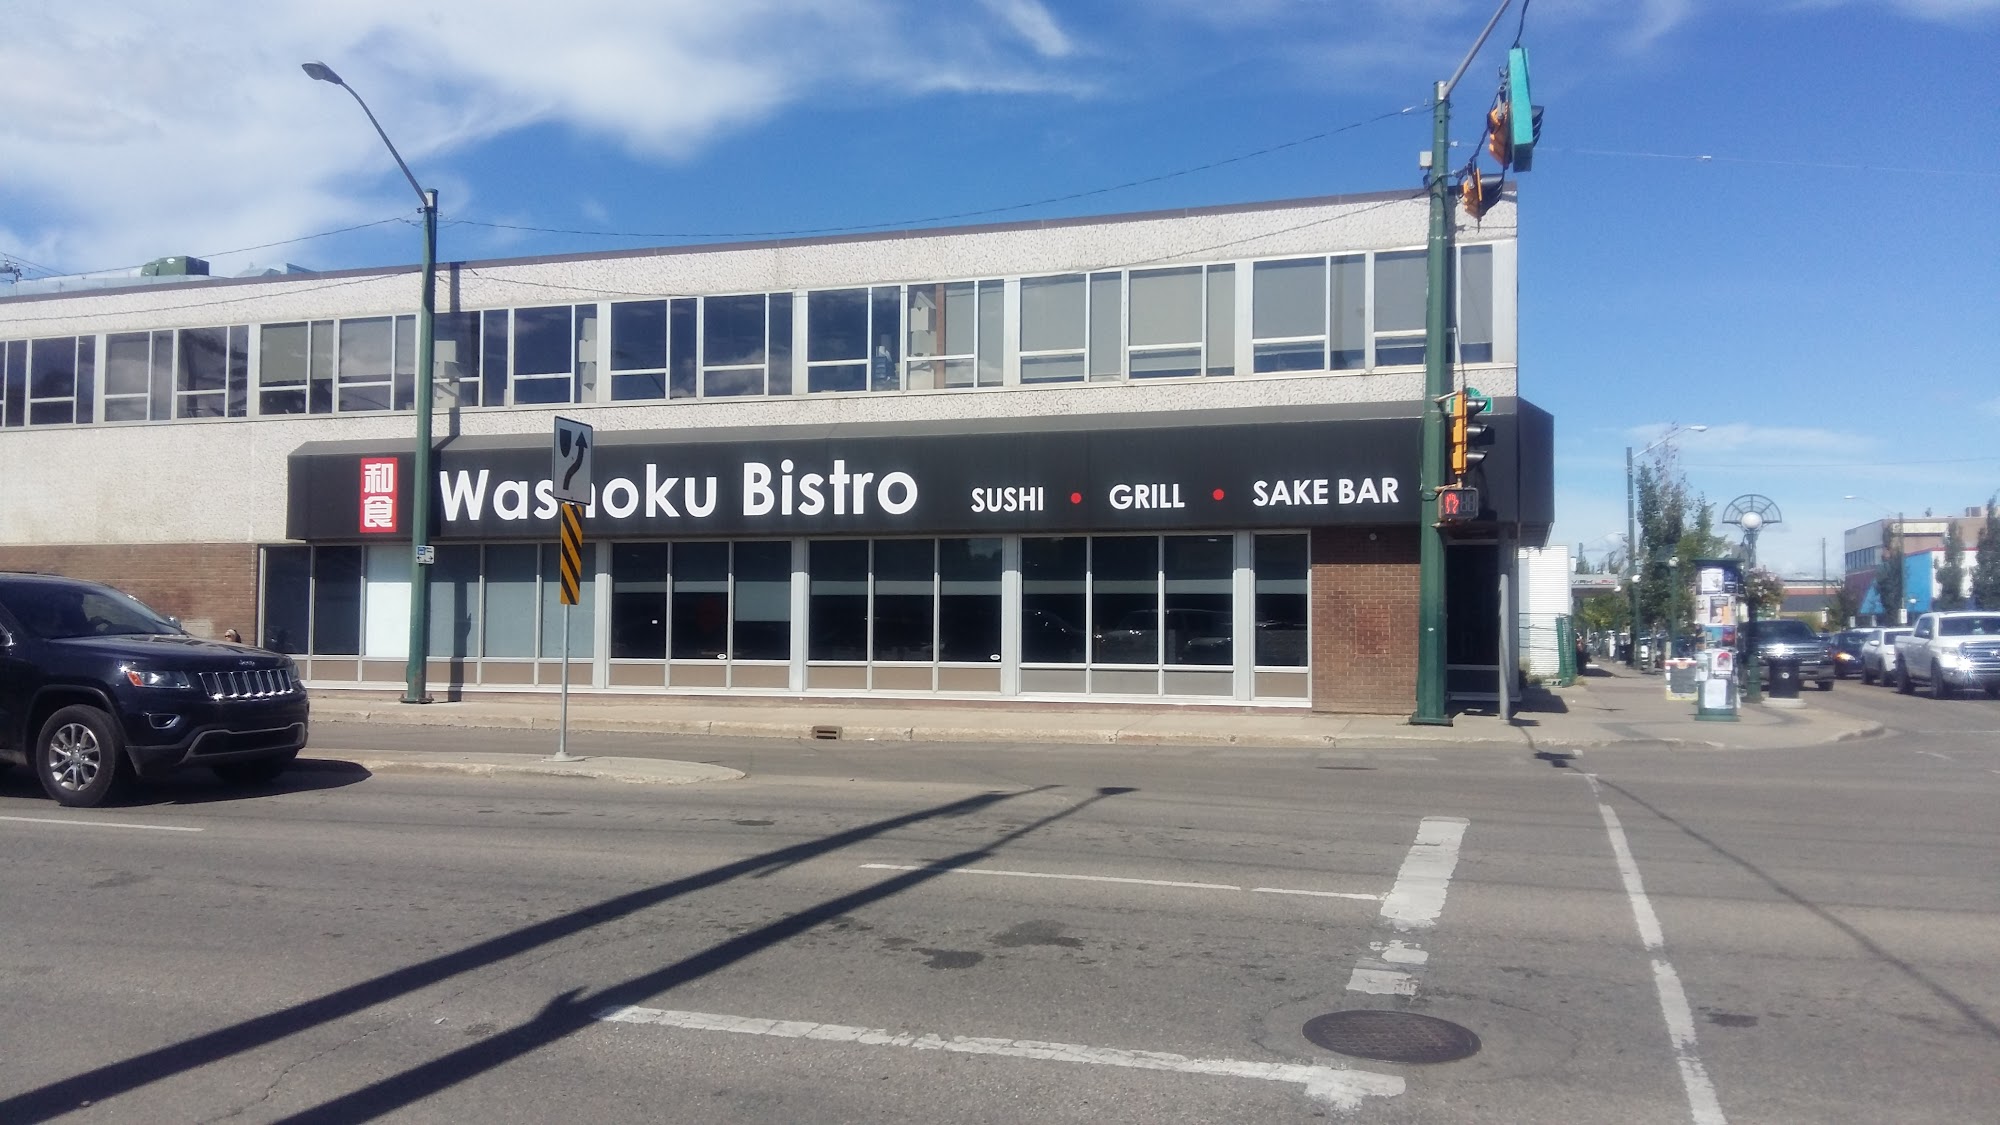 和食
Washoku Bistro
SUSHI • GRILL • SAKE BAR